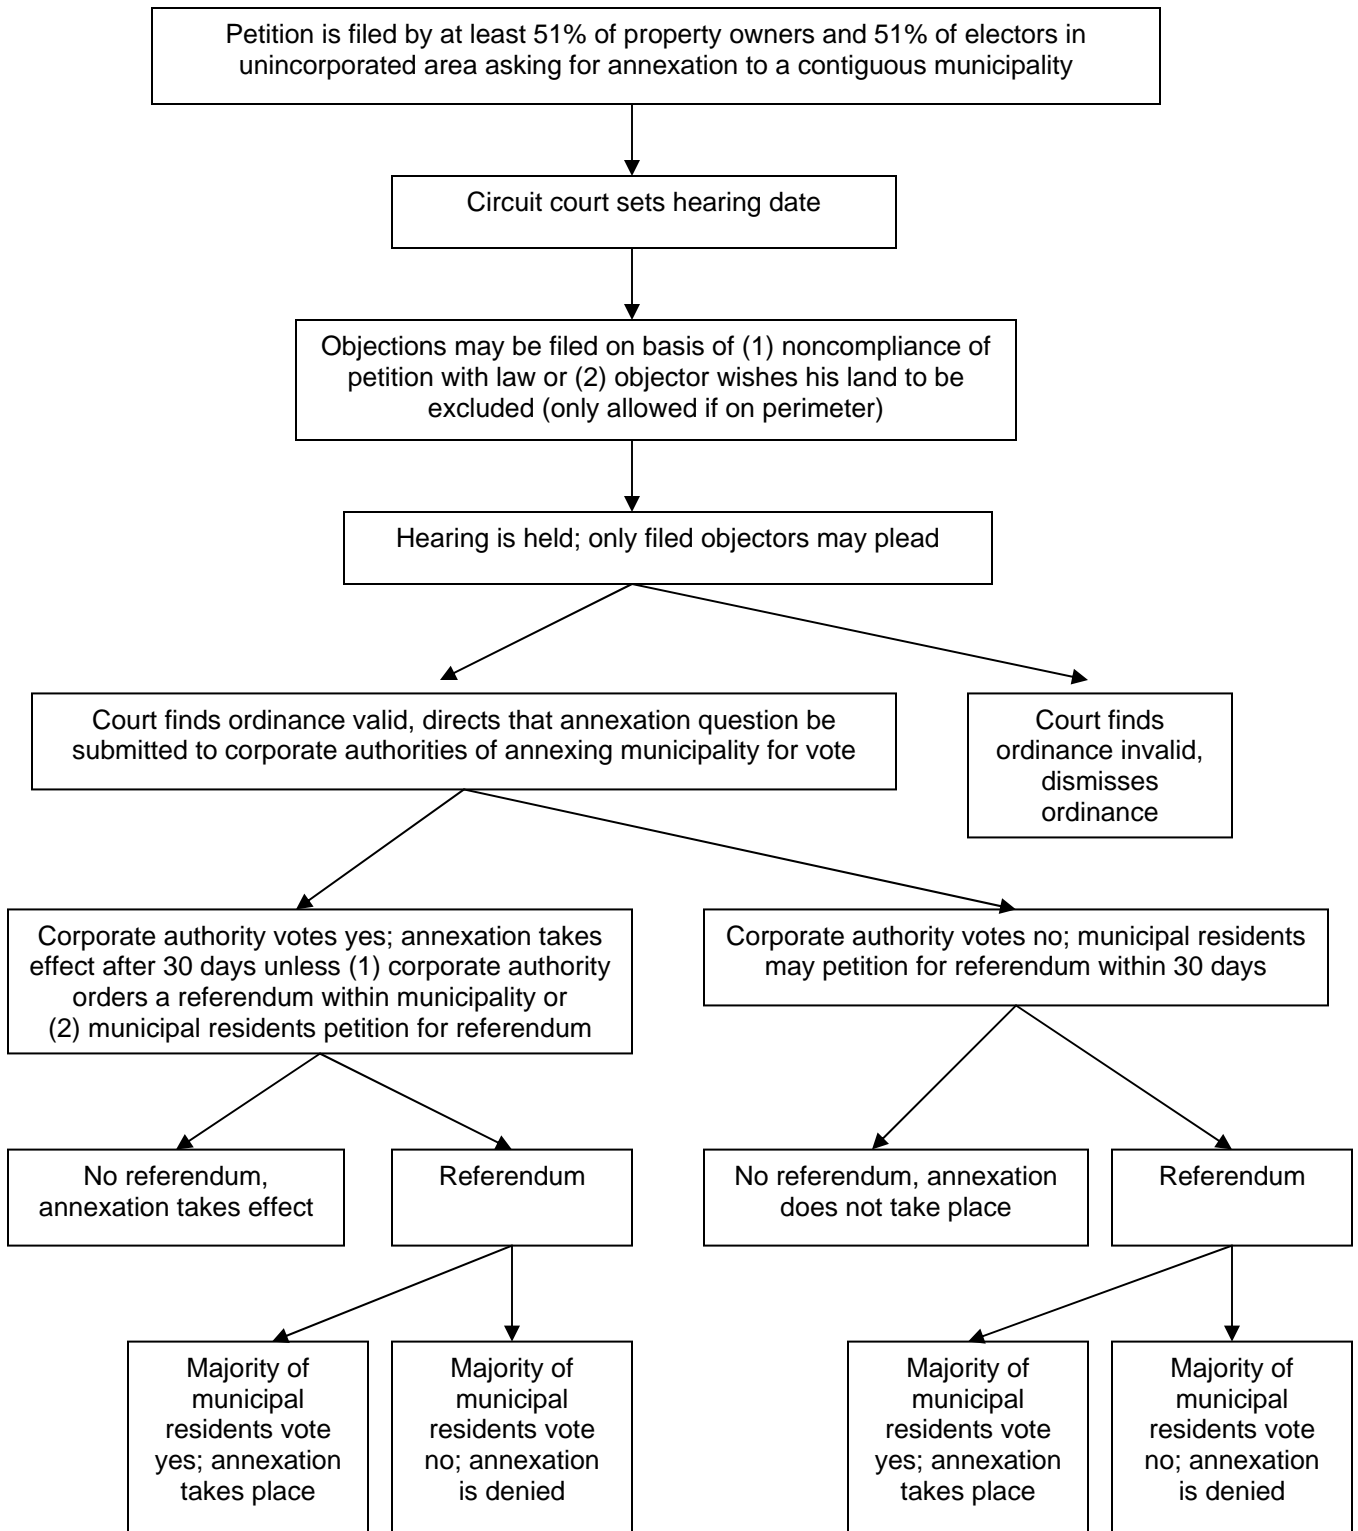 Petition is filed by at least 51% of property owners and 51% of electors in
unincorporated area asking for annexation to a contiguous municipality
Circuit court sets hearing date
Objections may be filed on basis of (1) noncompliance of
petition with law or (2) objector wishes his land to be
excluded (only allowed if on perimeter)
Hearing is held; only filed objectors may plead
Court finds ordinance valid, directs that annexation question be
submitted to corporate authorities of annexing municipality for vote
Court finds
ordinance invalid,
dismisses
ordinance
Corporate authority votes yes; annexation takes
effect after 30 days unless (1) corporate authority
orders a referendum within municipality or
(2) municipal residents petition for referendum
Corporate authority votes no; municipal residents
may petition for referendum within 30 days
No referendum,
annexation takes effect
Referendum
No referendum, annexation
does not take place
Referendum
Majority of
municipal
residents vote
yes; annexation
takes place
Majority of
municipal
residents vote
no; annexation
is denied
Majority of
municipal
residents vote
yes; annexation
takes place
Majority of
municipal
residents vote
no; annexation
is denied